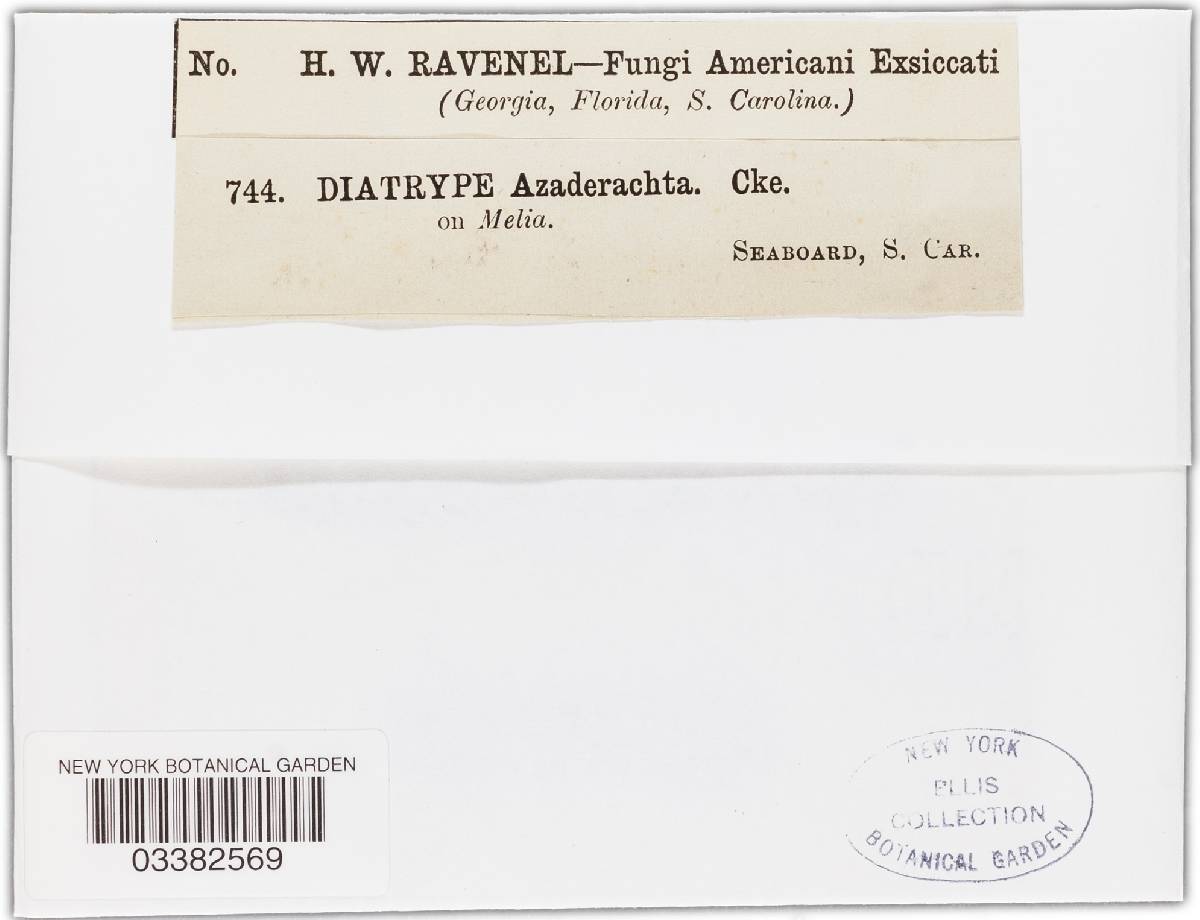 No. H. W. RAVENEL—Fungi Americani Exsiccati
(Georgia, Florida, S. Carolina.)
744. DIATRYPE Azaderachta. Cke.
on Melia.
SEABOARD, S. CAR.
NEW YORK BOTANICAL GARDEN
03382569
NEW YORK
ELLIS
COLLECTION
BOTANICAL GARDEN